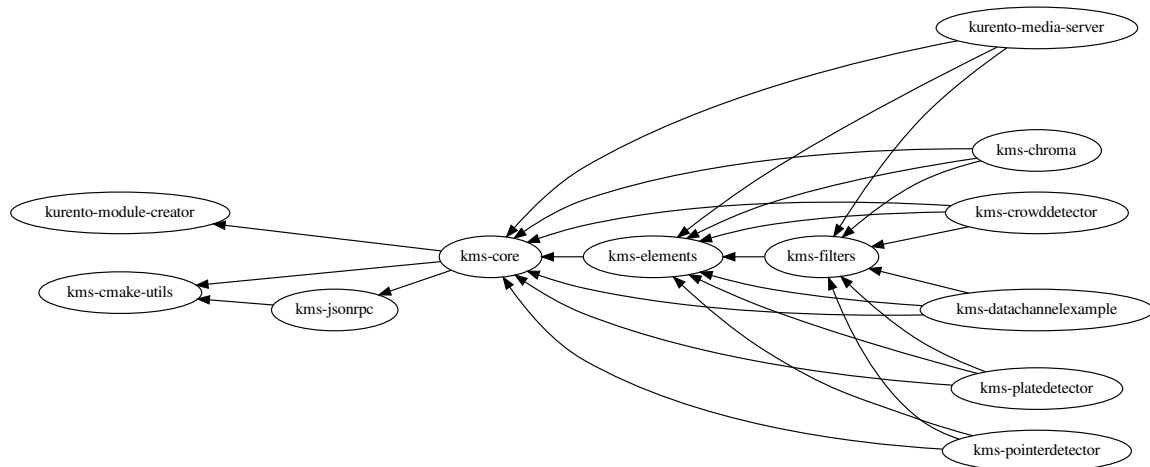 kurento-media-server
kms-chroma
kurento-module-creator
kms-crowddetector
kms-core
kms-elements
kms-filters
kms-cmake-utils
kms-jsonrpc
kms-datachannelexample
kms-platedetector
kms-pointerdetector